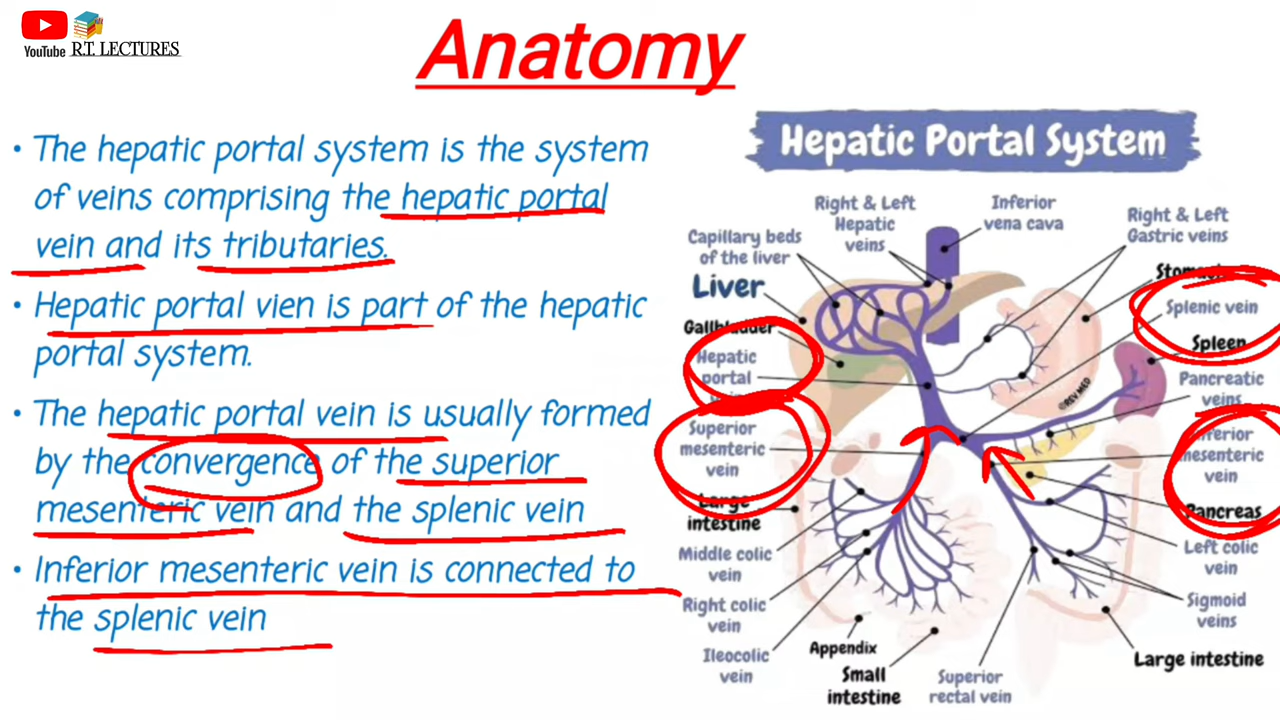 YouTube R.T. LECTURES
Anatomy
• The hepatic portal system is the system
of veins comprising the hepatic portal
vein and its tributaries.
• Hepatic portal vien is part of the hepatic
portal system.
• The hepatic portal vein is usually formed
by the convergence of the superior
mesenteric vein and the splenic vein
• Inferior mesenteric vein is connected to
the splenic vein
Hepatic Portal System
Right & Left
Hepatic
veins
Inferior
vena cava
Right & Left
Gastric veins
Capillary beds
of the liver
Liver
Stomach
Splenic vein
Gallbladder
Spleen
Hepatic
portal
Pancreatic
veins
©REV.MED
Superior
mesenteric
vein
Inferior
mesenteric
vein
Large
intestine
Pancreas
Middle colic
vein
Left colic
vein
Right colic
vein
Sigmoid
veins
Appendix
Ileocolic
vein
Small
intestine
Superior
rectal vein
Large intestine